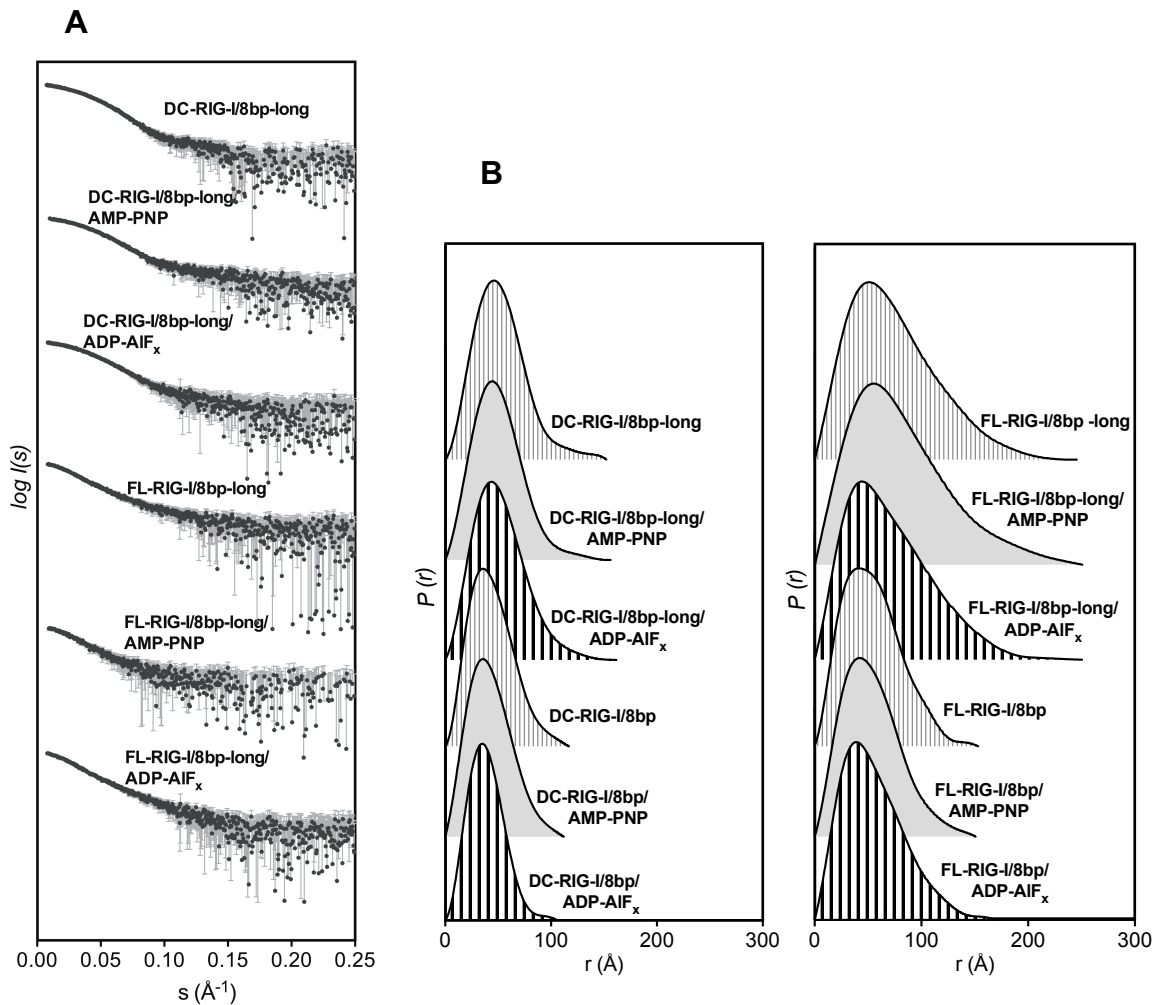 A
DC-RIG-I/8bp-long
DC-RIG-I/8bp-long/
AMP-PNP
DC-RIG-I/8bp-long/
ADP-AlFx
FL-RIG-I/8bp-long
FL-RIG-I/8bp-long/
AMP-PNP
FL-RIG-I/8bp-long/
ADP-AlFx
log I(s)
0.00 0.05 0.10 0.15 0.20 0.25
s (Å-1)
B
DC-RIG-I/8bp-long
DC-RIG-I/8bp-long/
AMP-PNP
DC-RIG-I/8bp-long/
ADP-AlFx
DC-RIG-I/8bp
DC-RIG-I/8bp/
AMP-PNP
DC-RIG-I/8bp/
ADP-AlFx
P (r)
0 100 200 300
r (Å)
FL-RIG-I/8bp -long
FL-RIG-I/8bp-long/
AMP-PNP
FL-RIG-I/8bp-long/
ADP-AlFx
FL-RIG-I/8bp
FL-RIG-I/8bp/
AMP-PNP
FL-RIG-I/8bp/
ADP-AlFx
P (r)
0 100 200 300
r (Å)